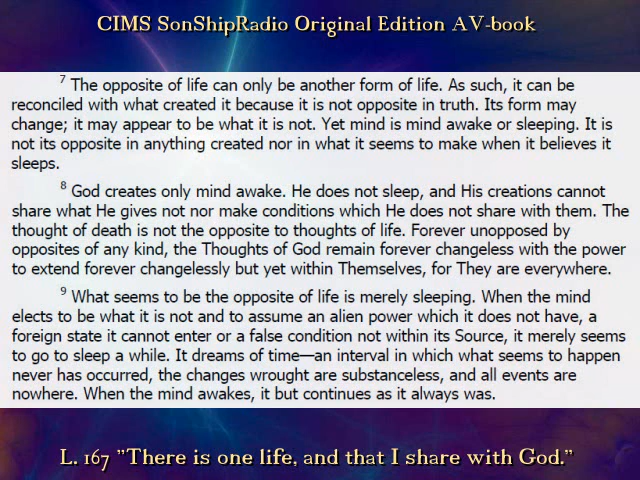 CIMS SonShipRadio Original Edition AV-book
7 The opposite of life can only be another form of life. As such, it can be
reconciled with what created it because it is not opposite in truth. Its form may
change; it may appear to be what it is not. Yet mind is mind awake or sleeping. It is
not its opposite in anything created nor in what it seems to make when it believes it
sleeps.
8 God creates only mind awake. He does not sleep, and His creations cannot
share what He gives not nor make conditions which He does not share with them. The
thought of death is not the opposite to thoughts of life. Forever unopposed by
opposites of any kind, the Thoughts of God remain forever changeless with the power
to extend forever changelessly but yet within Themselves, for They are everywhere.
9 What seems to be the opposite of life is merely sleeping. When the mind
elects to be what it is not and to assume an alien power which it does not have, a
foreign state it cannot enter or a false condition not within its Source, it merely seems
to go to sleep a while. It dreams of time—an interval in which what seems to happen
never has occurred, the changes wrought are substanceless, and all events are
nowhere. When the mind awakes, it but continues as it always was.
L. 167 "There is one life, and that I share with God."